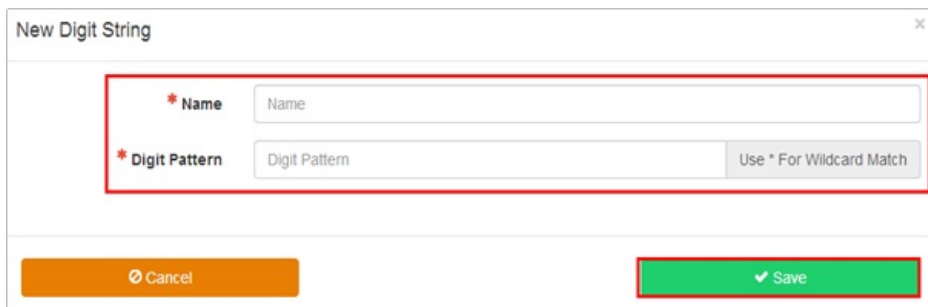 New Digit String ×
* Name Name
* Digit Pattern Digit Pattern Use * For Wildcard Match
Cancel Save